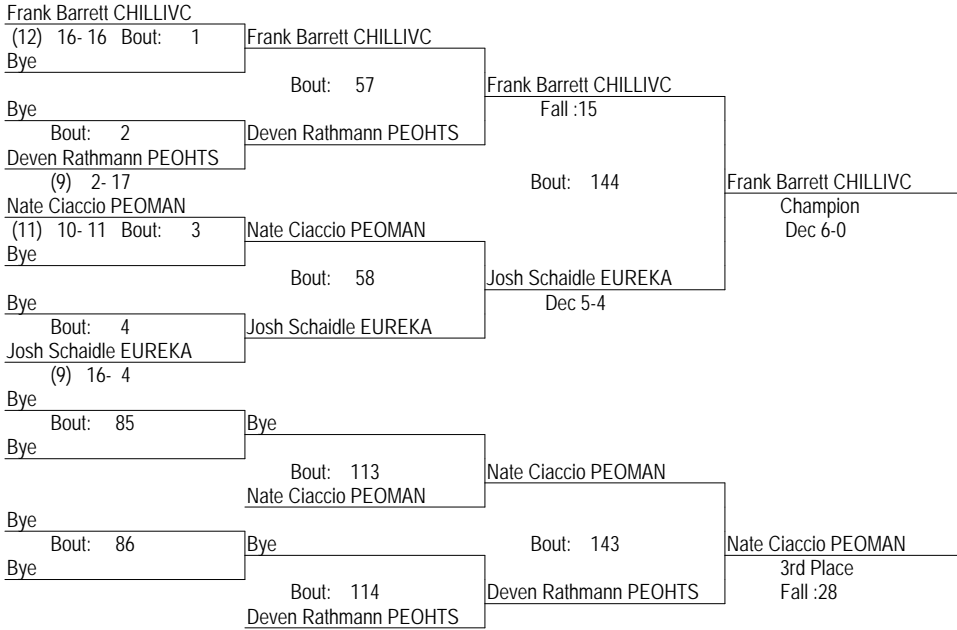 Frank Barrett CHILLIVC
(12) 16- 16 Bout: 1 Frank Barrett CHILLIVC
Bye
Bout: 57 Frank Barrett CHILLIVC
Bye Fall :15
Bout: 2 Deven Rathmann PEOHTS
Deven Rathmann PEOHTS
(9) 2- 17 Bout: 144 Frank Barrett CHILLIVC
Nate Ciaccio PEOMAN Champion
(11) 10- 11 Bout: 3 Nate Ciaccio PEOMAN Dec 6-0
Bye
Bout: 58 Josh Schaidle EUREKA
Bye Dec 5-4
Bout: 4 Josh Schaidle EUREKA
Josh Schaidle EUREKA
(9) 16- 4
Bye
Bout: 85 Bye
Bye
Bout: 113 Nate Ciaccio PEOMAN
Nate Ciaccio PEOMAN
Bye
Bout: 86 Bye Bout: 143 Nate Ciaccio PEOMAN
Bye 3rd Place
Bout: 114 Deven Rathmann PEOHTS Fall :28
Deven Rathmann PEOHTS